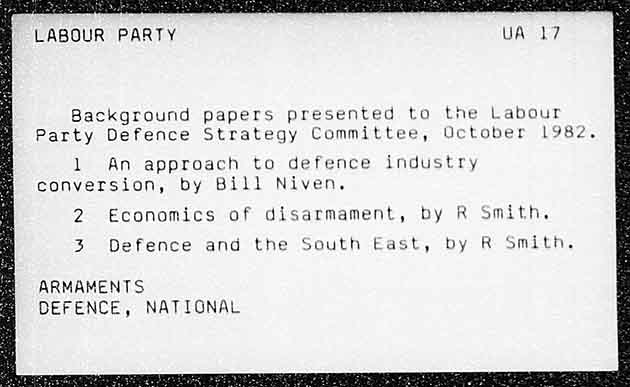 LABOUR PARTY UA 17
Background papers presented to the Labour
Party Defence Strategy Committee, October 1982.
1 An approach to defence industry
conversion, by Bill Niven.
2 Economics of disarmament, by R Smith.
3 Defence and the South East, by R Smith.
ARMAMENTS
DEFENCE, NATIONAL